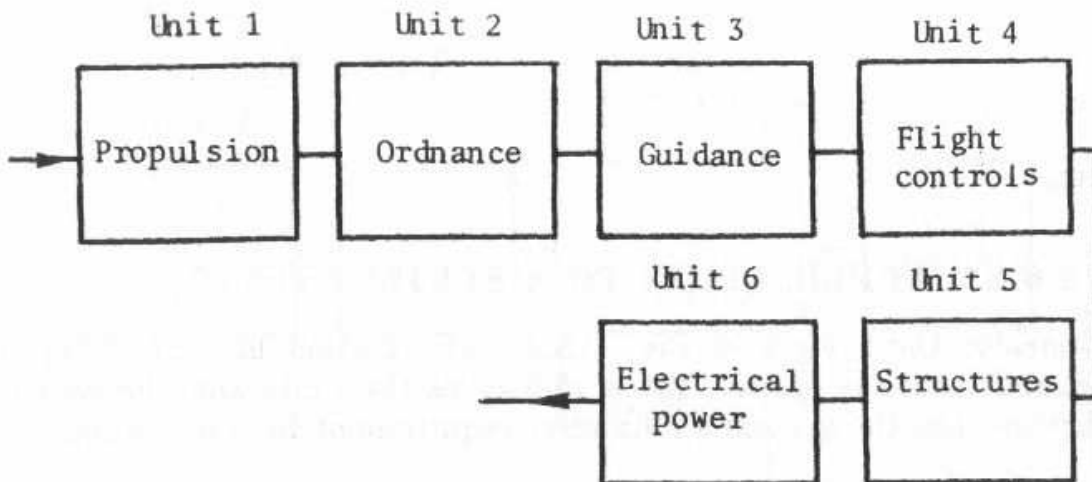 Unit 1
Unit 2
Unit 3
Unit 4
Propulsion
Ordnance
Guidance
Flight
controls
Unit 6
Unit 5
Electrical
power
Structures